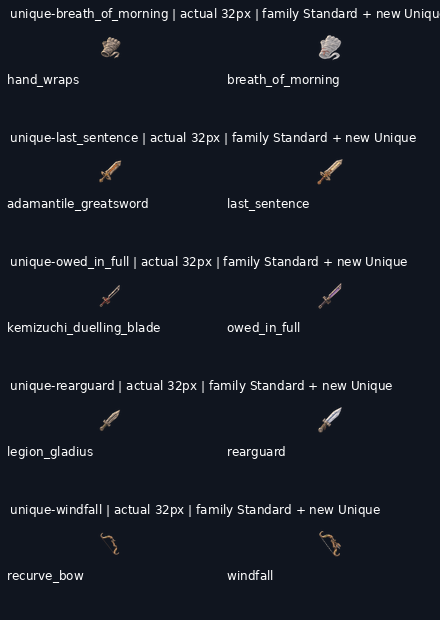 unique-breath_of_morning | actual 32px | family Standard + new Uniqu
hand_wraps
breath_of_morning
unique-last_sentence | actual 32px | family Standard + new Unique
adamantile_greatsword
last_sentence
unique-owed_in_full | actual 32px | family Standard + new Unique
kemizuchi_duelling_blade
owed_in_full
unique-rearguard | actual 32px | family Standard + new Unique
legion_gladius
rearguard
unique-windfall | actual 32px | family Standard + new Unique
recurve_bow
windfall